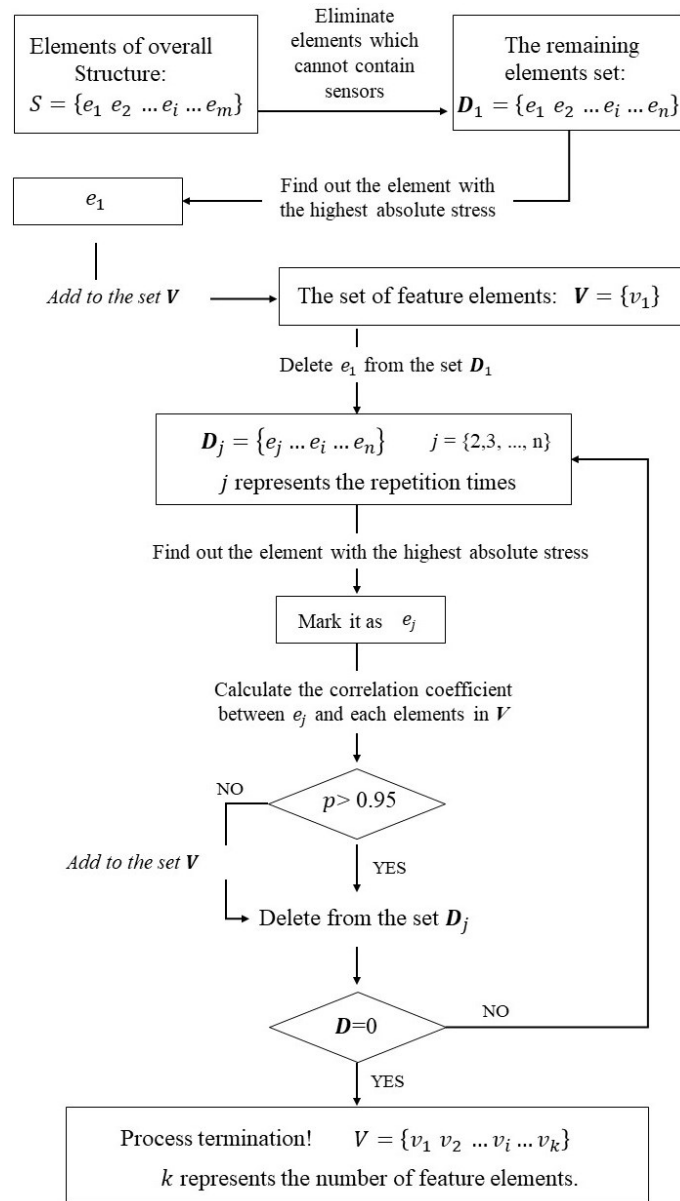 Elements of overall
Structure:
S = {e₁ e₂ … eᵢ … eₘ}
Eliminate
elements which
cannot contain
sensors
The remaining
elements set:
D₁ = {e₁ e₂ … eᵢ … eₙ}
Find out the element with
the highest absolute stress
e₁
Add to the set V
The set of feature elements: V = {v₁}
Delete e₁ from the set D₁
Dⱼ = {eⱼ … eᵢ … eₙ} j = {2,3, ..., n}
j represents the repetition times
Find out the element with the highest absolute stress
Mark it as eⱼ
Calculate the correlation coefficient
between eⱼ and each elements in V
NO
p> 0.95
Add to the set V
YES
Delete from the set Dⱼ
D=0
NO
YES
Process termination! V = {v₁ v₂ … vᵢ … vₖ}
k represents the number of feature elements.